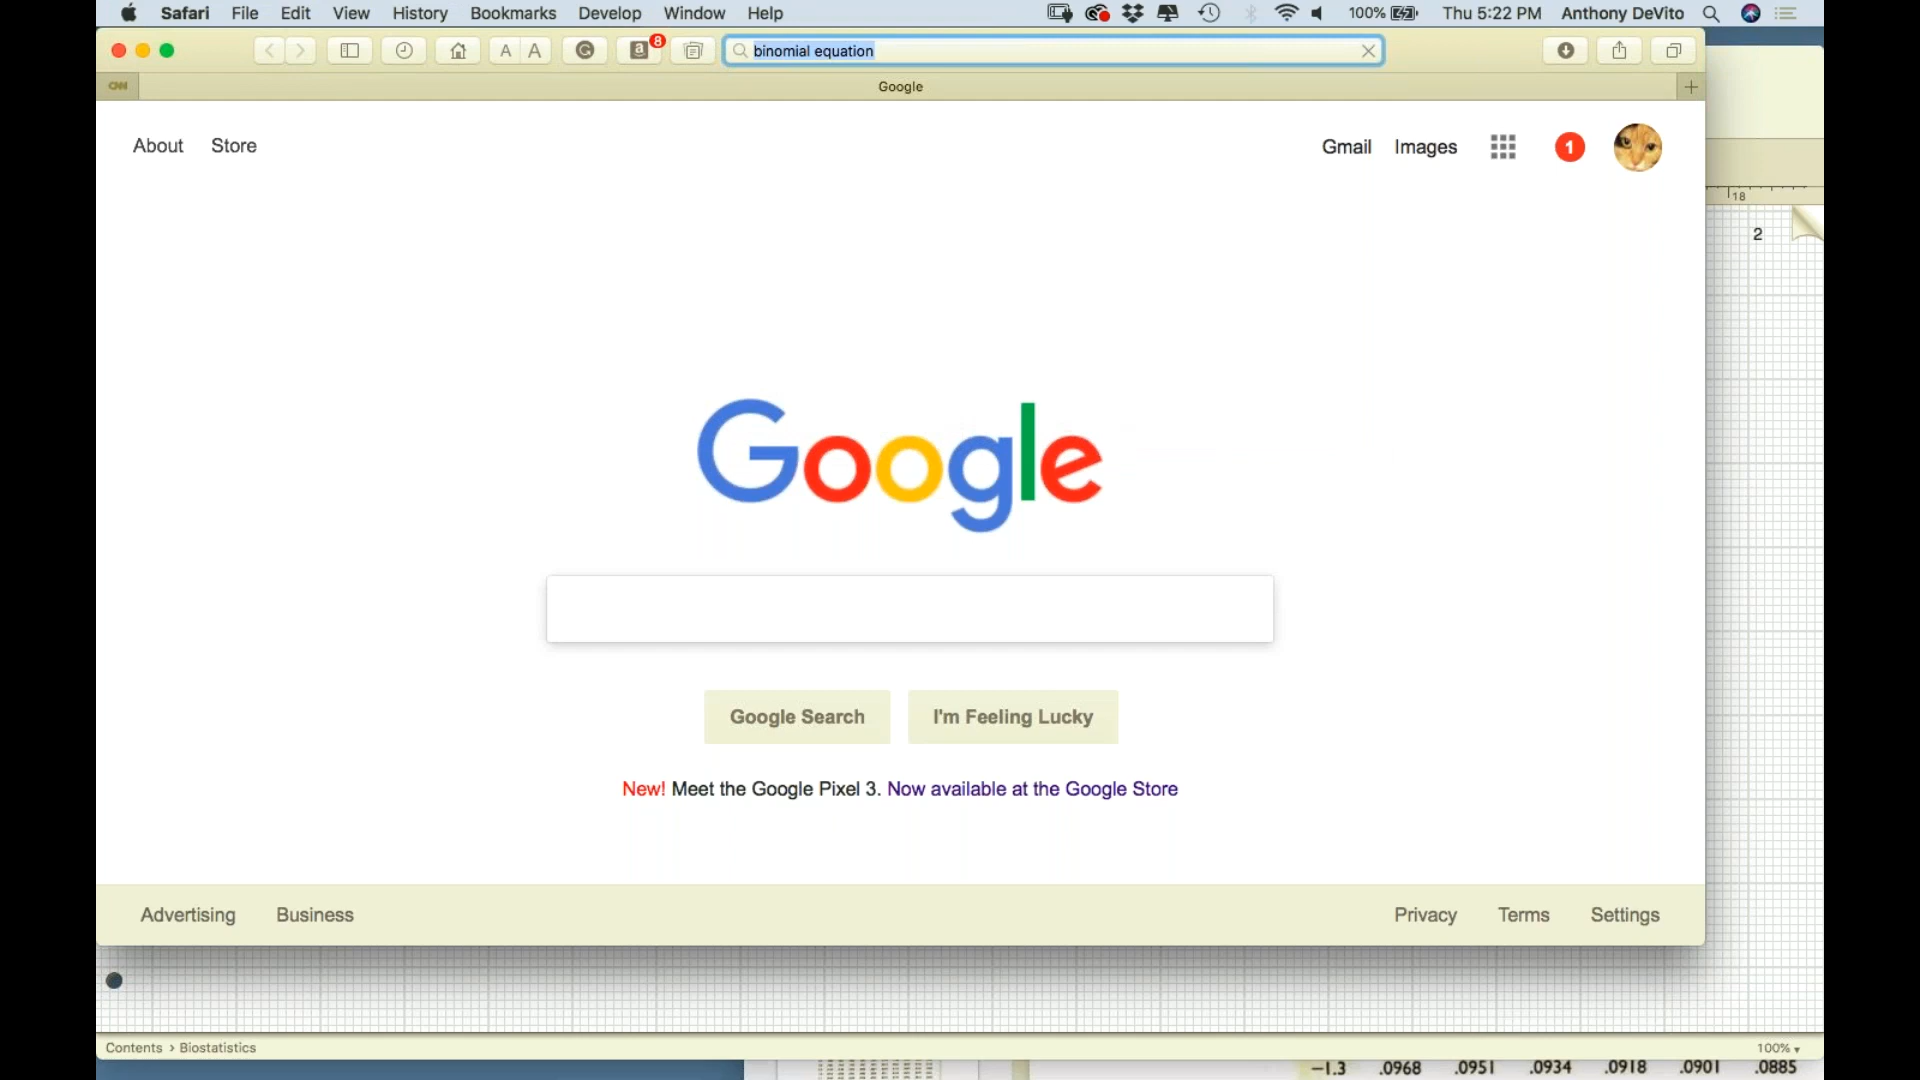 Safari File Edit View History Bookmarks Develop Window Help 100% Thu 5:22 PM Anthony DeVito
A A 8 a binomial equation
CNN Google
About Store Gmail Images 1
18
2
Google
Google Search I'm Feeling Lucky
New! Meet the Google Pixel 3. Now available at the Google Store
Advertising Business Privacy Terms Settings
Contents › Biostatistics 100%
−1.3 .0968 .0951 .0934 .0918 .0901 .0885